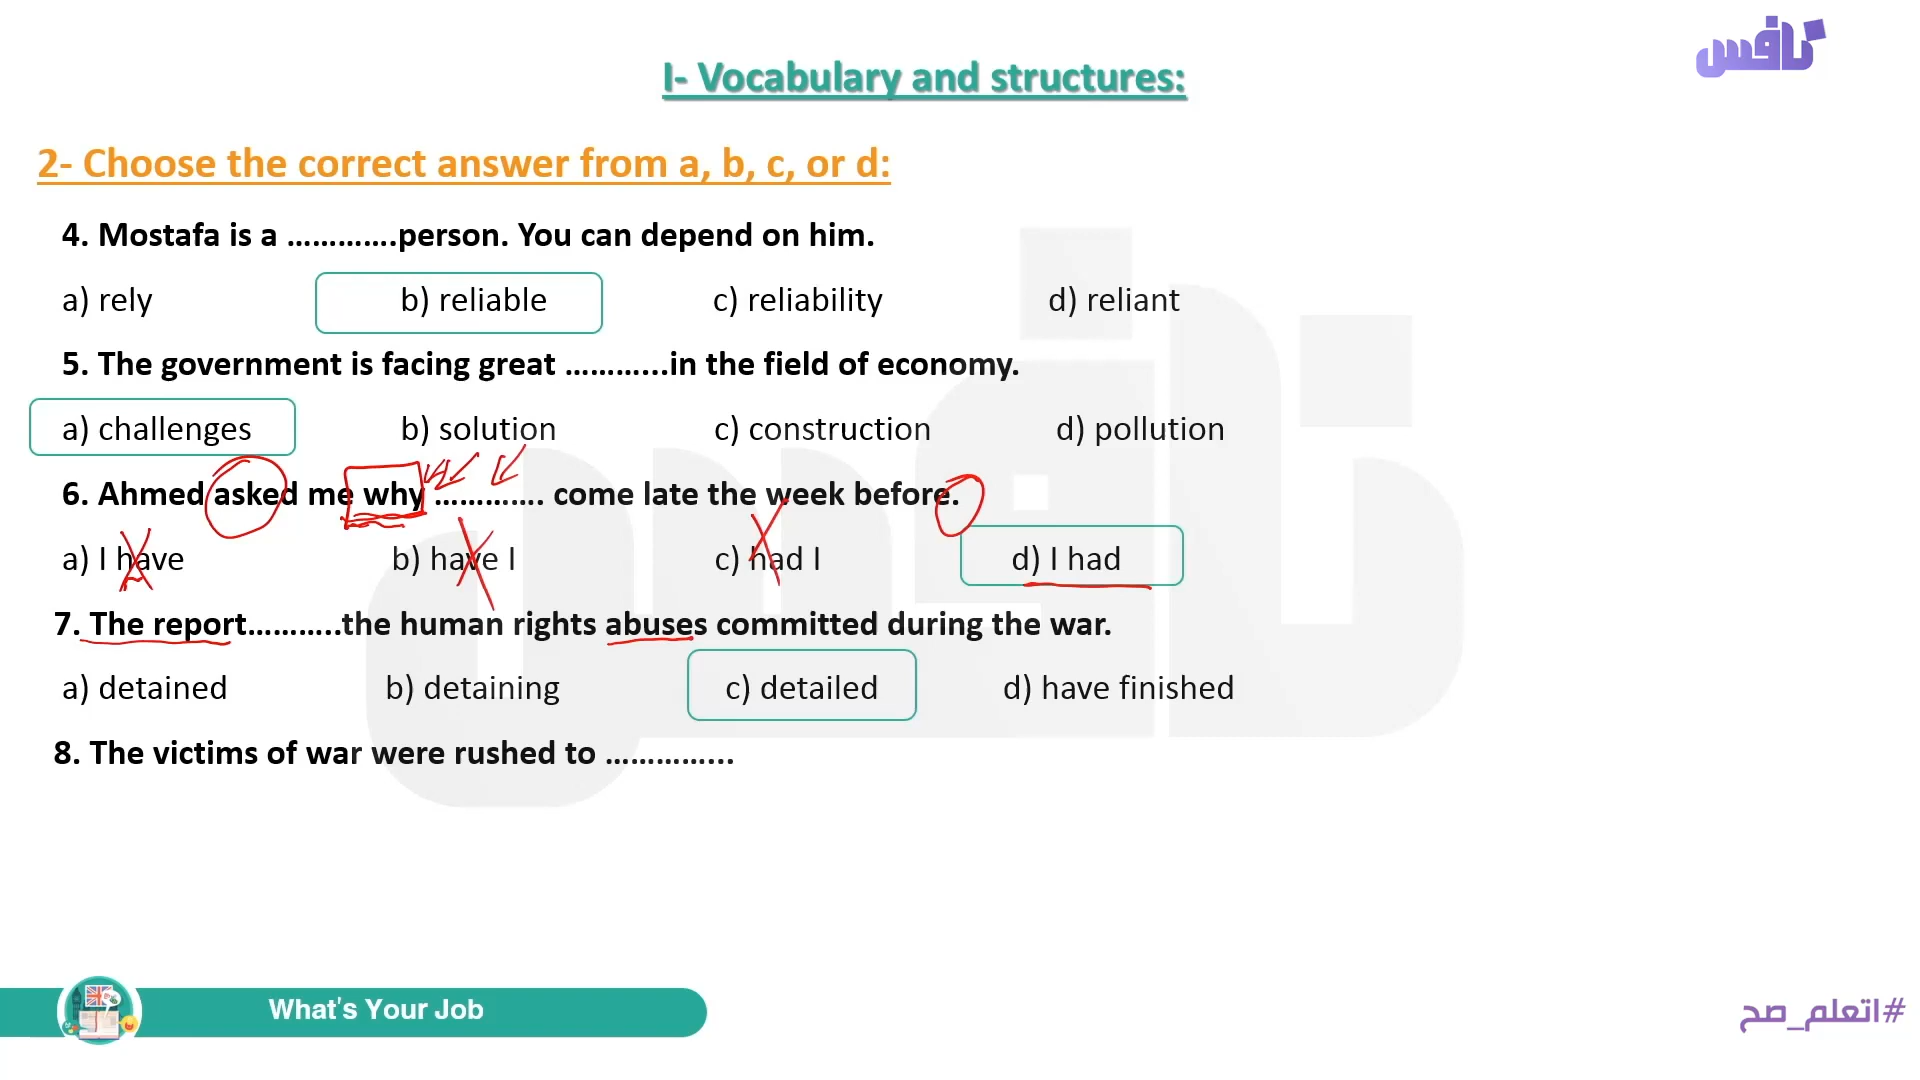 نافس
I- Vocabulary and structures:
2- Choose the correct answer from a, b, c, or d:
4. Mostafa is a ………….person. You can depend on him.
a) rely b) reliable c) reliability d) reliant
5. The government is facing great ………...in the field of economy.
a) challenges b) solution c) construction d) pollution
6. Ahmed asked me why …………. come late the week before.
a) I have b) have I c) had I d) I had
7. The report………..the human rights abuses committed during the war.
a) detained b) detaining c) detailed d) have finished
8. The victims of war were rushed to …………...
What's Your Job
#اتعلم_صح